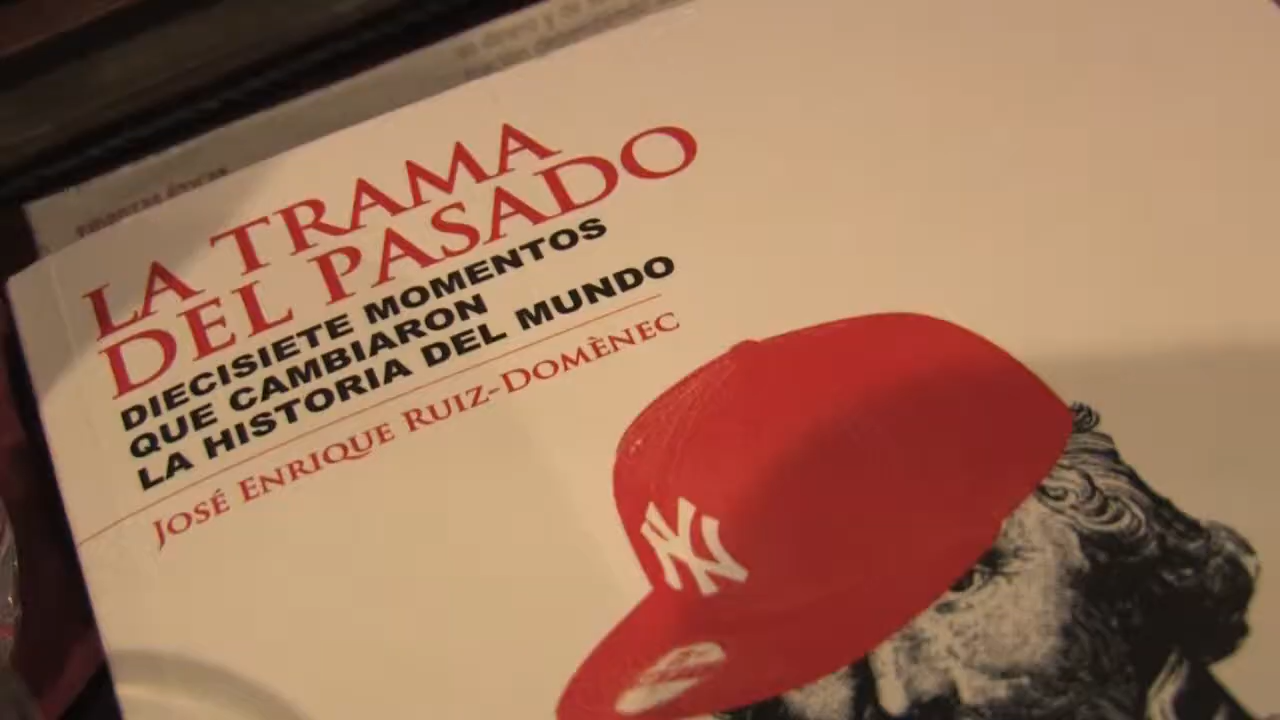 LA TRAMA
DEL PASADO
DIECISIETE MOMENTOS
QUE CAMBIARON
LA HISTORIA DEL MUNDO
JOSÉ ENRIQUE RUIZ-DOMÈNEC
NY